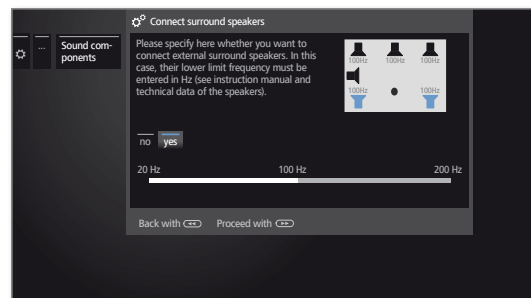 Connect surround speakers
...
Sound com-
ponents
Please specify here whether you want to
connect external surround speakers. In this
case, their lower limit frequency must be
entered in Hz (see instruction manual and
technical data of the speakers).
100Hz 100Hz 100Hz
100Hz 100Hz
no yes
20 Hz 100 Hz 200 Hz
Back with Proceed with